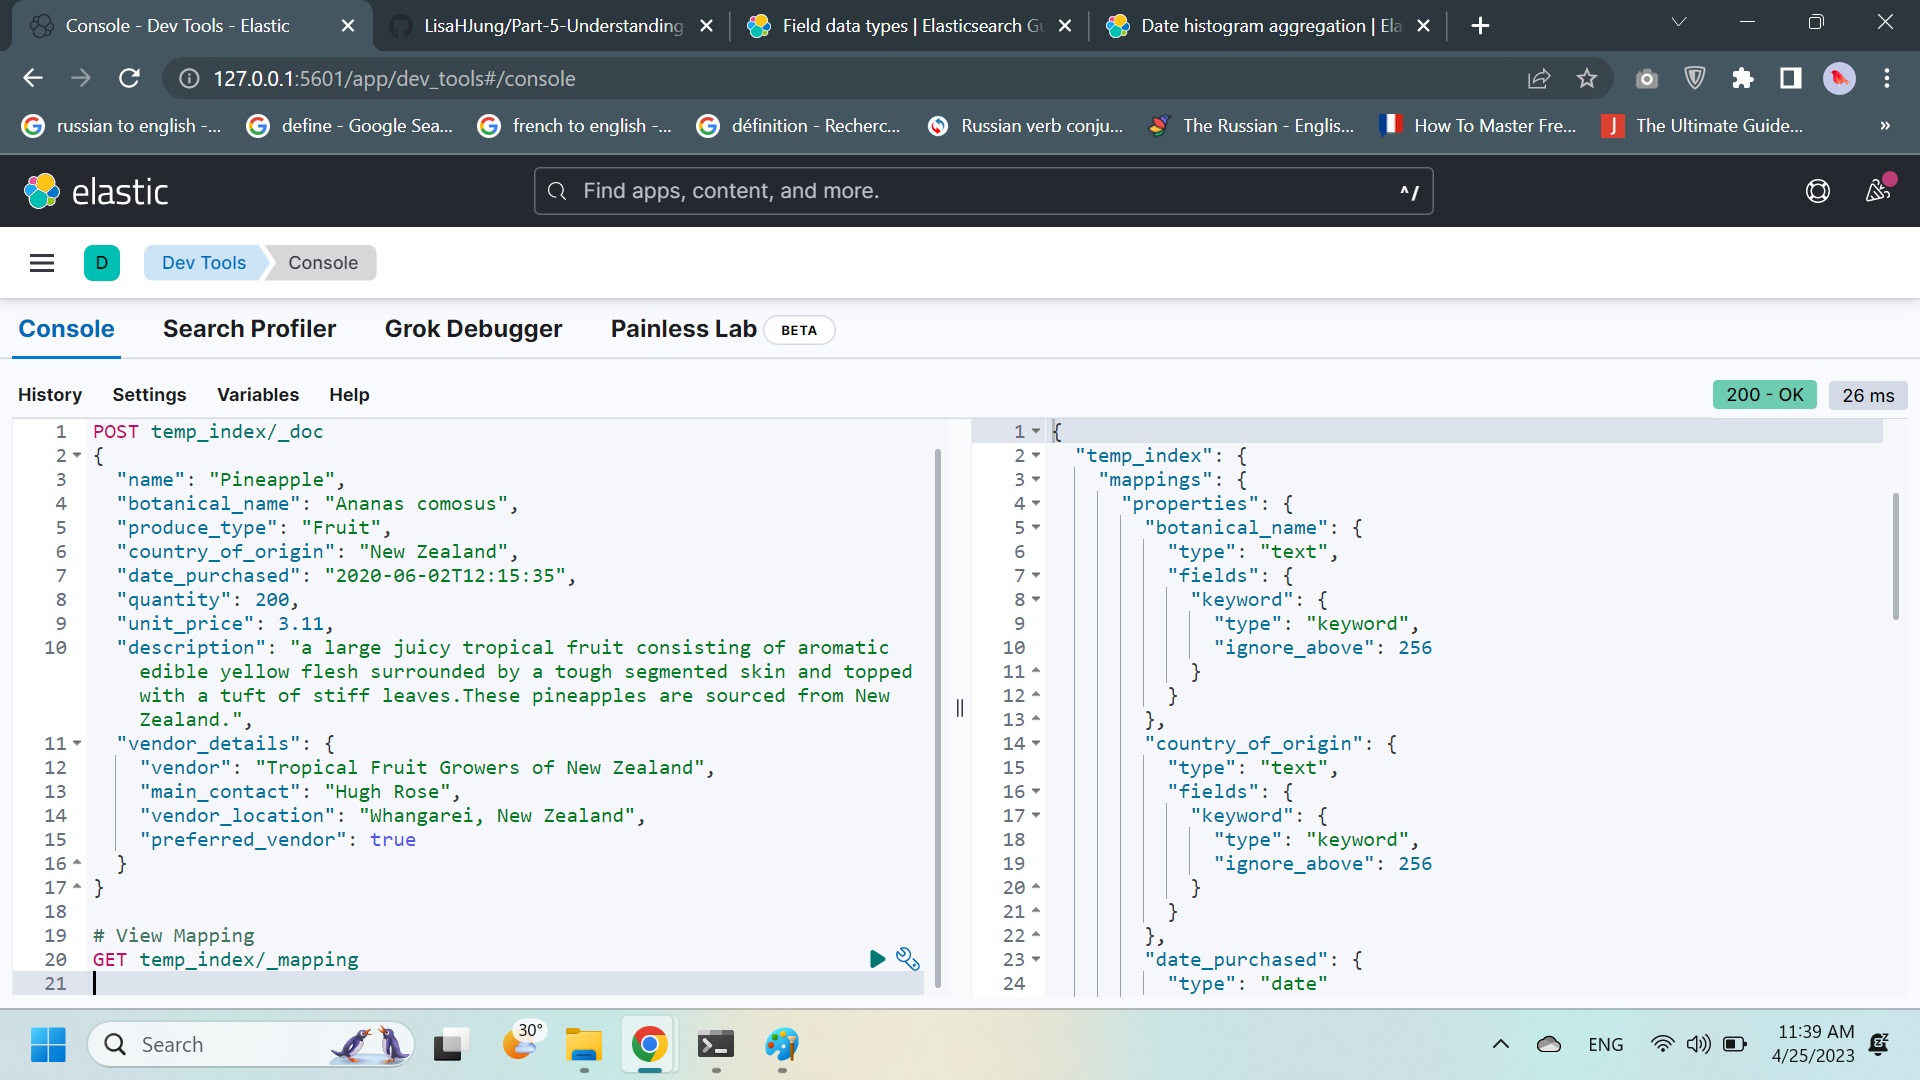 Console - Dev Tools - Elastic
LisaHJung/Part-5-Understanding
Field data types | Elasticsearch Gu
Date histogram aggregation | Ela
127.0.0.1:5601/app/dev_tools#/console
russian to english -...
define - Google Sea...
french to english -...
définition - Recherc...
Russian verb conju...
The Russian - Englis...
How To Master Fre...
J
The Ultimate Guide...
»
elastic
Find apps, content, and more.
^/
D
Dev Tools
Console
Console
Search Profiler
Grok Debugger
Painless Lab
BETA
History
Settings
Variables
Help
200 - OK
26 ms
1 POST temp_index/_doc
2 {
3 "name": "Pineapple",
4 "botanical_name": "Ananas comosus",
5 "produce_type": "Fruit",
6 "country_of_origin": "New Zealand",
7 "date_purchased": "2020-06-02T12:15:35",
8 "quantity": 200,
9 "unit_price": 3.11,
10 "description": "a large juicy tropical fruit consisting of aromatic
edible yellow flesh surrounded by a tough segmented skin and topped
with a tuft of stiff leaves.These pineapples are sourced from New
Zealand.",
11 "vendor_details": {
12 "vendor": "Tropical Fruit Growers of New Zealand",
13 "main_contact": "Hugh Rose",
14 "vendor_location": "Whangarei, New Zealand",
15 "preferred_vendor": true
16 }
17 }
18
19 # View Mapping
20 GET temp_index/_mapping
21
1 {
2 "temp_index": {
3 "mappings": {
4 "properties": {
5 "botanical_name": {
6 "type": "text",
7 "fields": {
8 "keyword": {
9 "type": "keyword",
10 "ignore_above": 256
11 }
12 }
13 },
14 "country_of_origin": {
15 "type": "text",
16 "fields": {
17 "keyword": {
18 "type": "keyword",
19 "ignore_above": 256
20 }
21 }
22 },
23 "date_purchased": {
24 "type": "date"
Search
30°
ENG
11:39 AM
4/25/2023